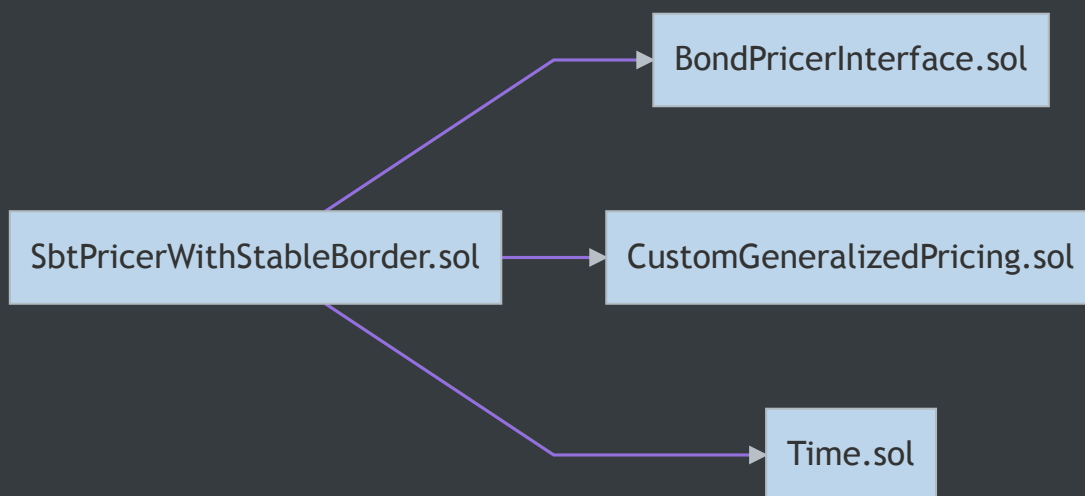 BondPricerInterface.sol
SbtPricerWithStableBorder.sol
CustomGeneralizedPricing.sol
Time.sol